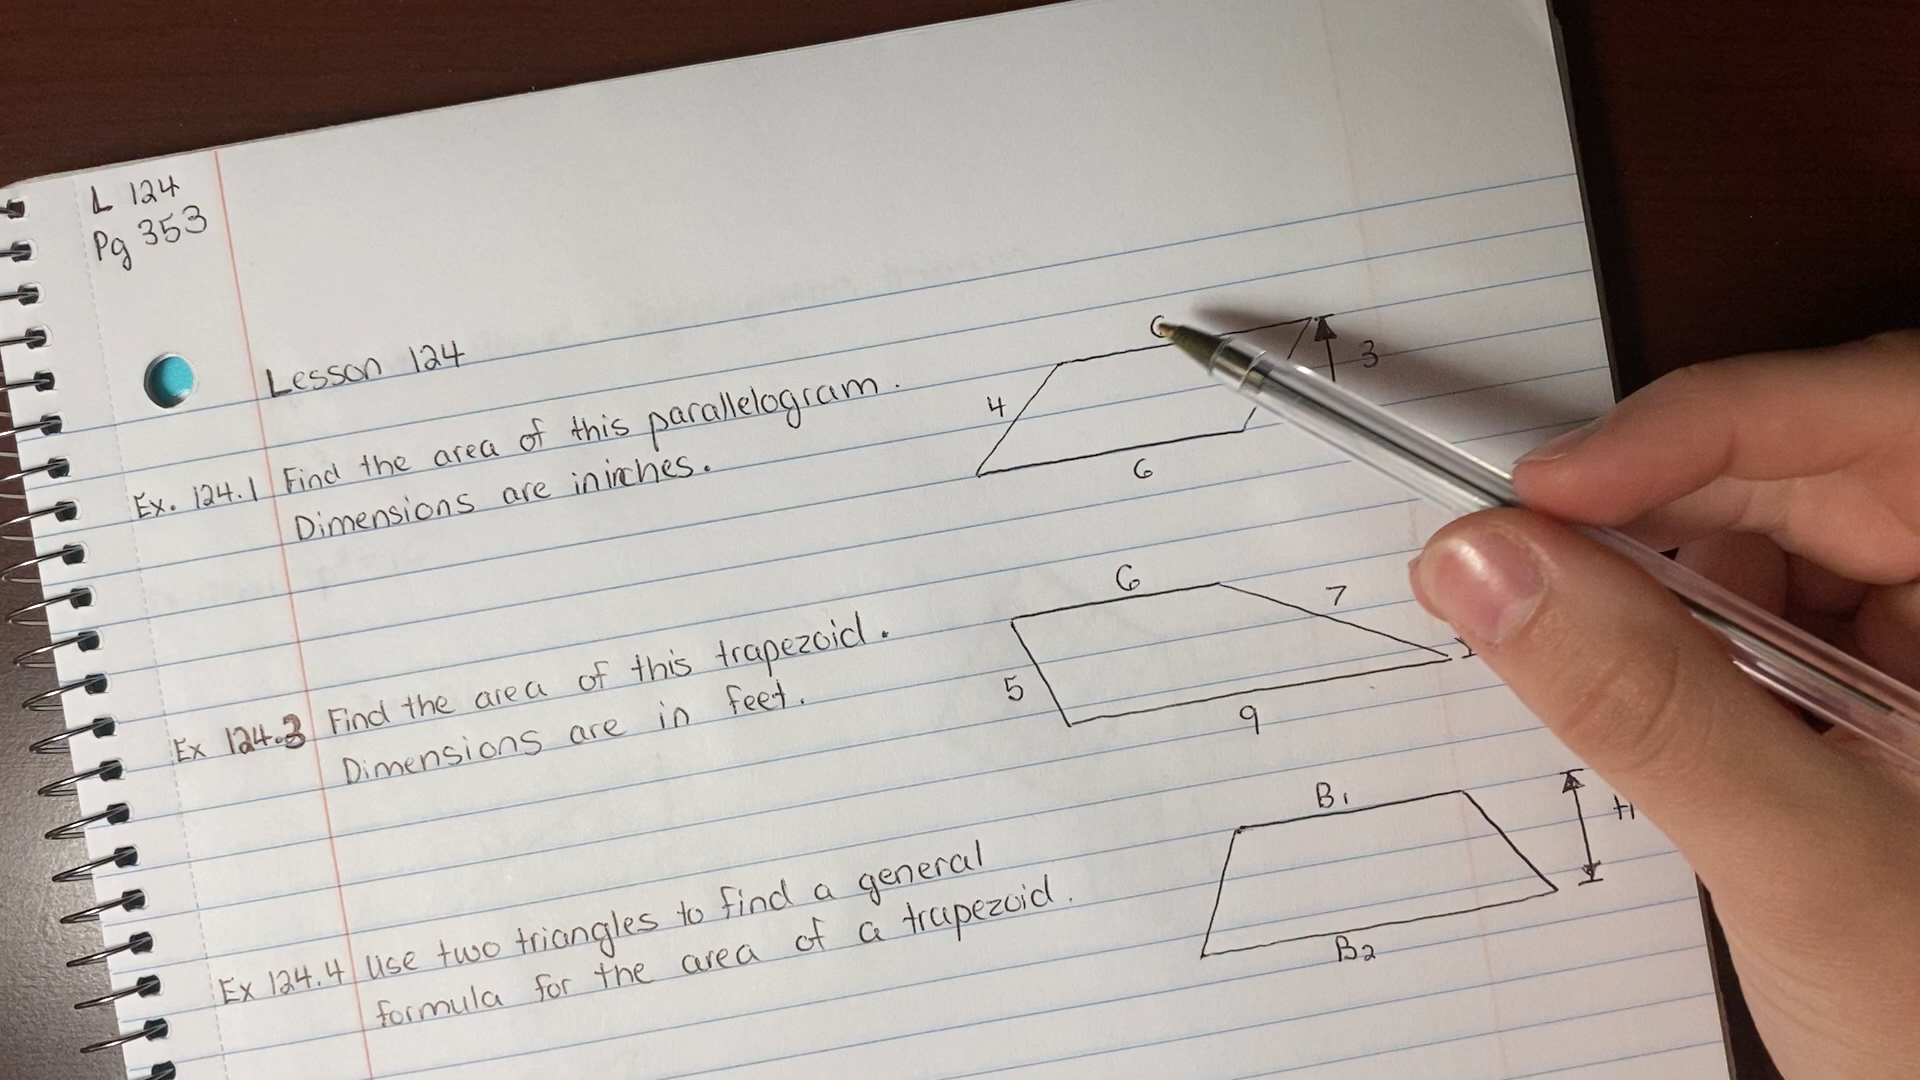 L 124
Pg 353
Lesson 124
Ex. 124.1 Find the area of this parallelogram.
Dimensions are in inches.
6
4
3
6
Ex 124.3 Find the area of this trapezoid.
Dimensions are in feet.
6
7
5
9
Ex 124.4 Use two triangles to find a general
formula for the area of a trapezoid.
B1
H
B2